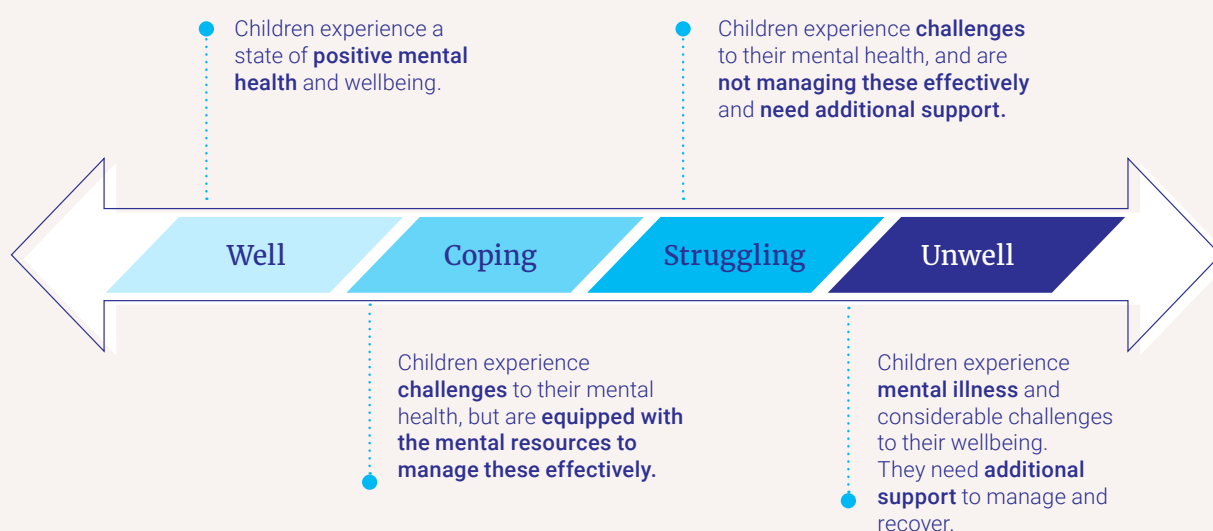 Children experience a
state of positive mental
health and wellbeing.
Children experience challenges
to their mental health, and are
not managing these effectively
and need additional support.
Well
Coping
Struggling
Unwell
Children experience
challenges to their mental
health, but are equipped with
the mental resources to
manage these effectively.
Children experience
mental illness and
considerable challenges
to their wellbeing.
They need additional
support to manage and
recover.